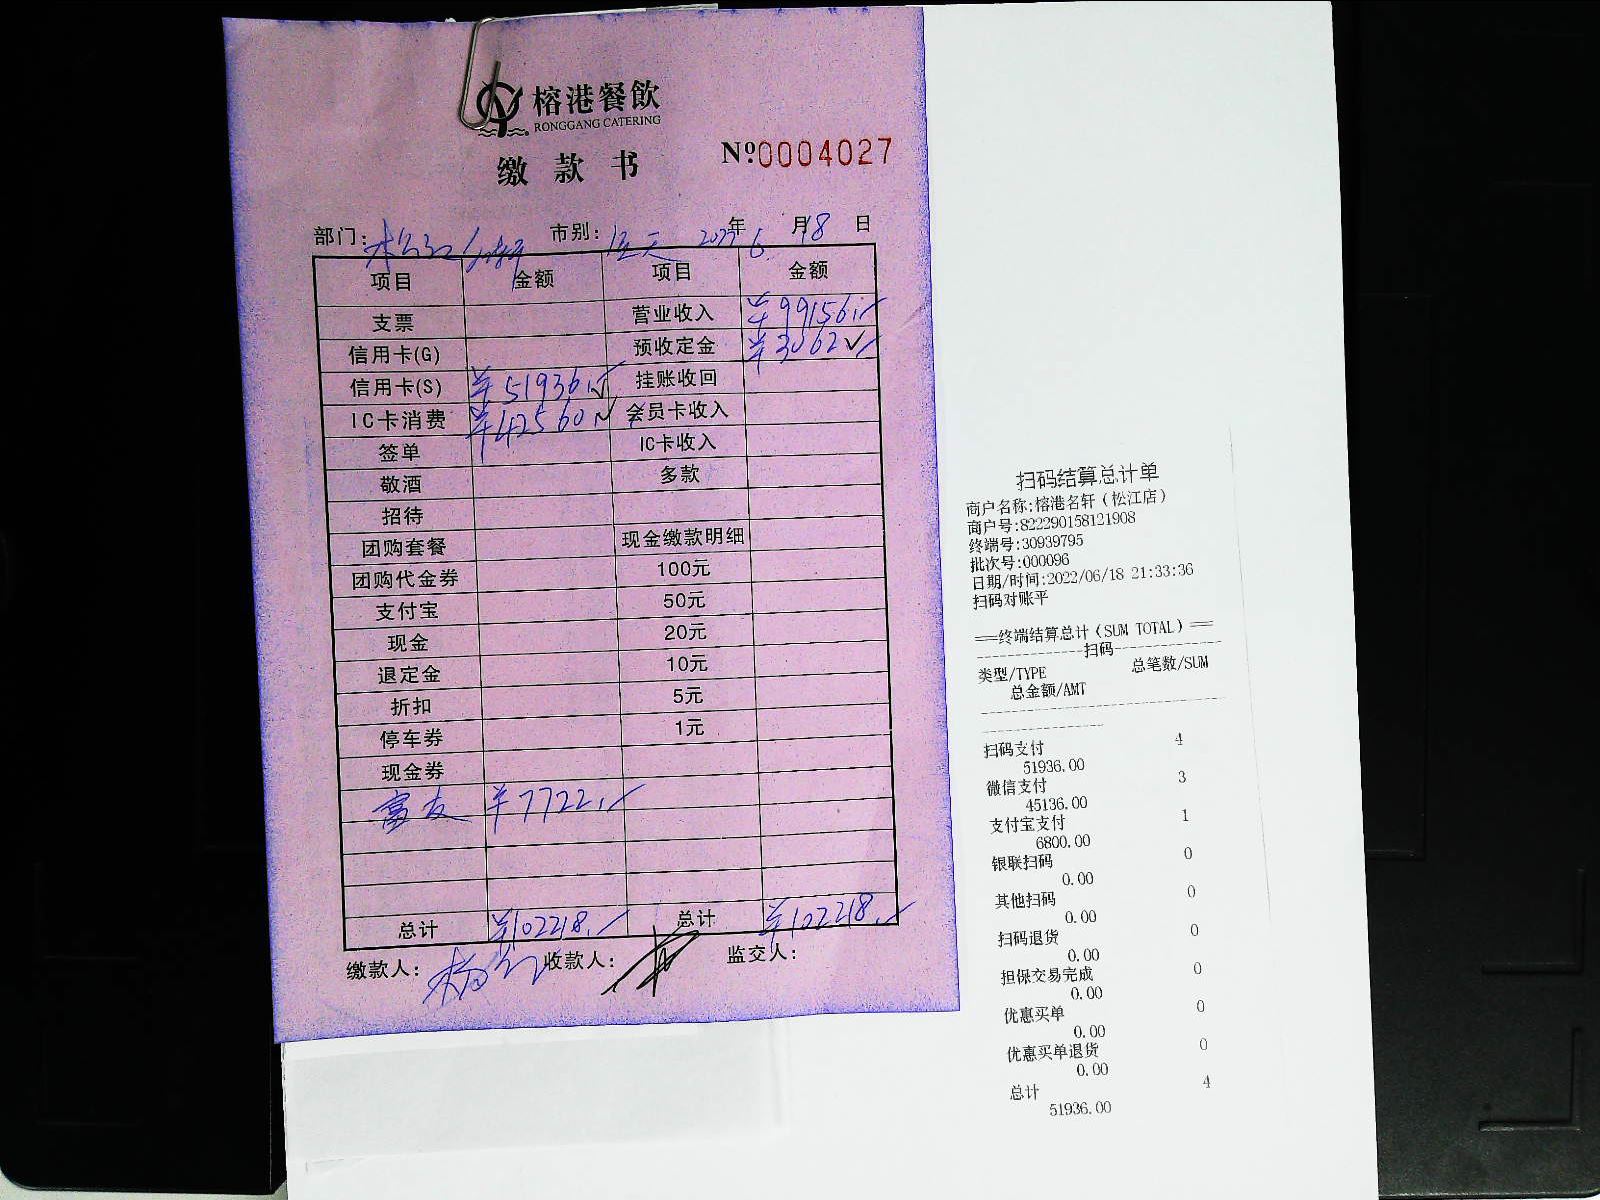 榕港餐飲
RONGGANG CATERING
缴款书
№0004027
部门： 市别： 2022年 6月18日
项目 金额 项目 金额
支票 营业收入 ¥99156.-
信用卡(G) 预收定金 ¥3062
信用卡(S) ¥51936.- 挂账收回
IC卡消费 ¥42560 会员卡收入
签单 IC卡收入
敬酒 多款
招待
团购套餐 现金缴款明细
团购代金券 100元
支付宝 50元
现金 20元
退定金 10元
折扣 5元
停车券 1元
现金券
富友 ¥7722.-
总计 ¥102218.- 总计 ¥102218.-
缴款人： 收款人： 监交人：
扫码结算总计单
商户名称:榕港名轩（松江店）
商户号:822290158121908
终端号:30939795
批次号:000096
日期/时间:2022/06/18 21:33:36
扫码对账平
===终端结算总计（SUM TOTAL）===
扫码
类型/TYPE 总笔数/SUM
总金额/AMT
扫码支付 4
51936.00
微信支付 3
45136.00
支付宝支付 1
6800.00
银联扫码 0
0.00
其他扫码 0
0.00
扫码退货 0
0.00
担保交易完成 0
0.00
优惠买单 0
0.00
优惠买单退货 0
0.00
总计 4
51936.00